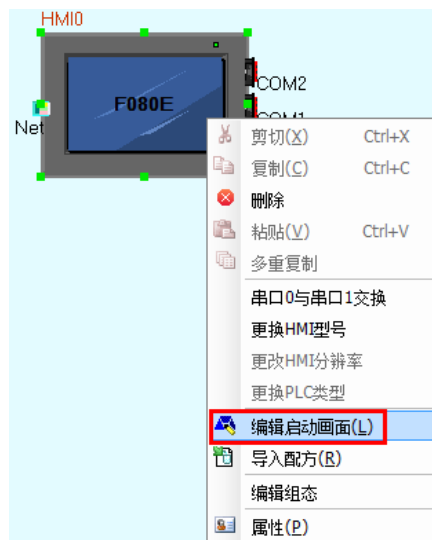 HMI0
F080E
COM2
COM1
Net
剪切(X) Ctrl+X
复制(C) Ctrl+C
删除
粘贴(V) Ctrl+V
多重复制
串口0与串口1交换
更换HMI型号
更改HMI分辨率
更换PLC类型
编辑启动画面(L)
导入配方(R)
编辑组态
属性(P)